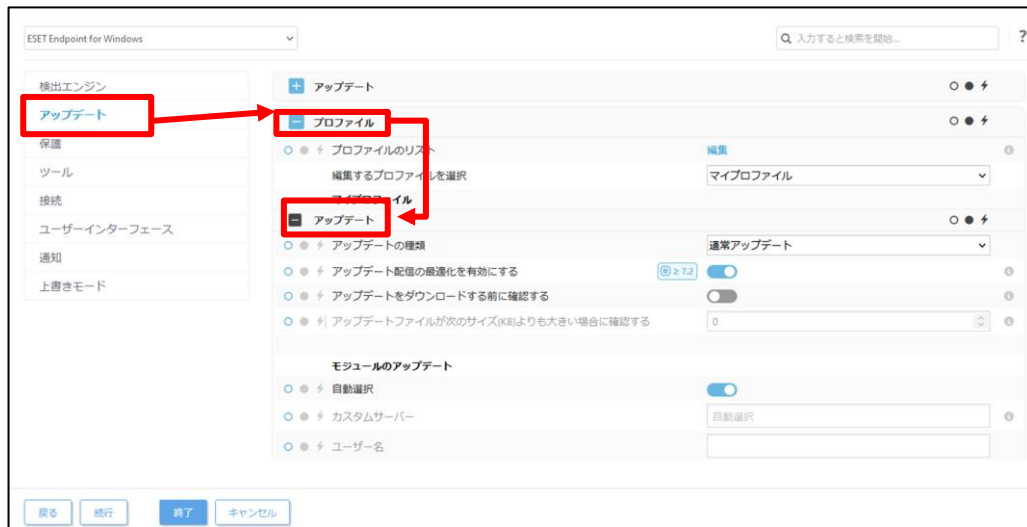 ESET Endpoint for Windows
入力すると検索を開始...
?
検出エンジン
アップデート
保護
ツール
接続
ユーザーインターフェース
通知
上書きモード
アップデート
プロファイル
プロファイルのリスト
編集
編集するプロファイルを選択
マイプロファイル
マイプロファイル
アップデート
アップデートの種類
通常アップデート
アップデート配信の最適化を有効にする
≥ 7.2
アップデートをダウンロードする前に確認する
アップデートファイルが次のサイズ(KB)よりも大きい場合に確認する
0
モジュールのアップデート
自動選択
カスタムサーバー
自動選択
ユーザー名
戻る
続行
終了
キャンセル